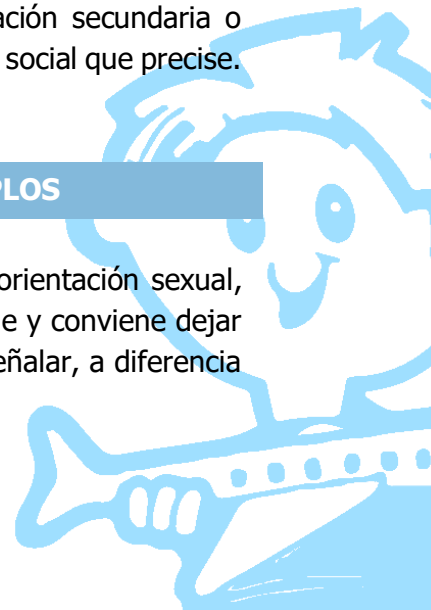 ación secundaria o
social que precise.
PLOS
orientación sexual,
e y conviene dejar
eñalar, a diferencia